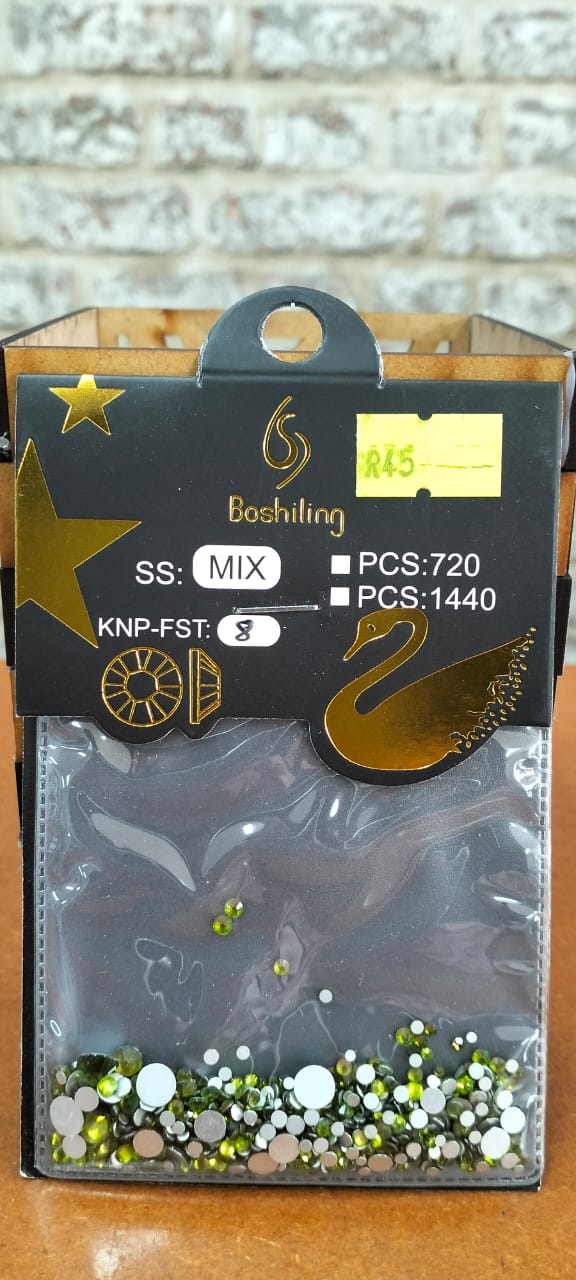 R45
Boshiling
SS: MIX
PCS:720
PCS:1440
KNP-FST: 8